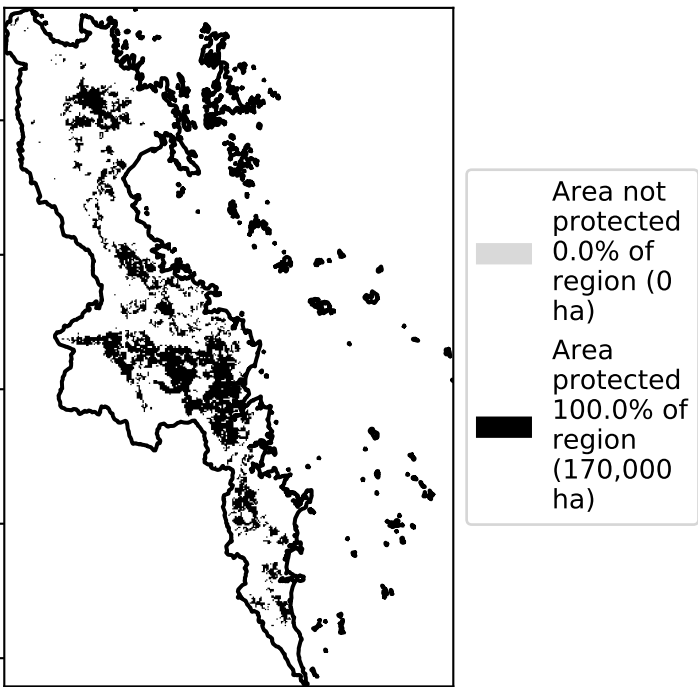 Area not
protected
0.0% of
region (0
ha)
Area
protected
100.0% of
region
(170,000
ha)